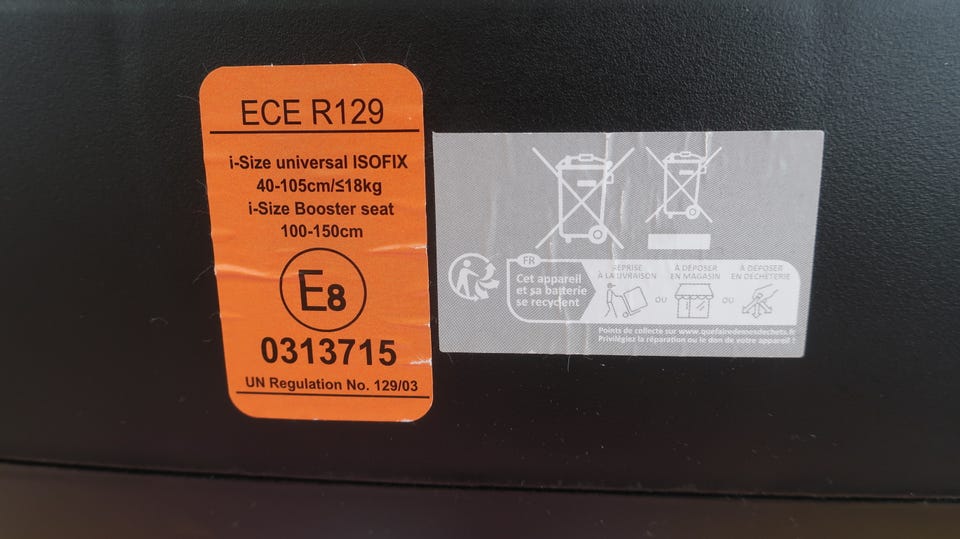 ECE R129
i-Size universal ISOFIX
40-105cm/≤18kg
i-Size Booster seat
100-150cm
E8
0313715
UN Regulation No. 129/03
FR
Cet appareil
et sa batterie
se recyclent
REPRISE
À LA LIVRAISON
OU
À DÉPOSER
EN MAGASIN
OU
À DÉPOSER
EN DÉCHÈTERIE
Points de collecte sur www.quefairedemesdechets.fr
Privilégiez la réparation ou le don de votre appareil !